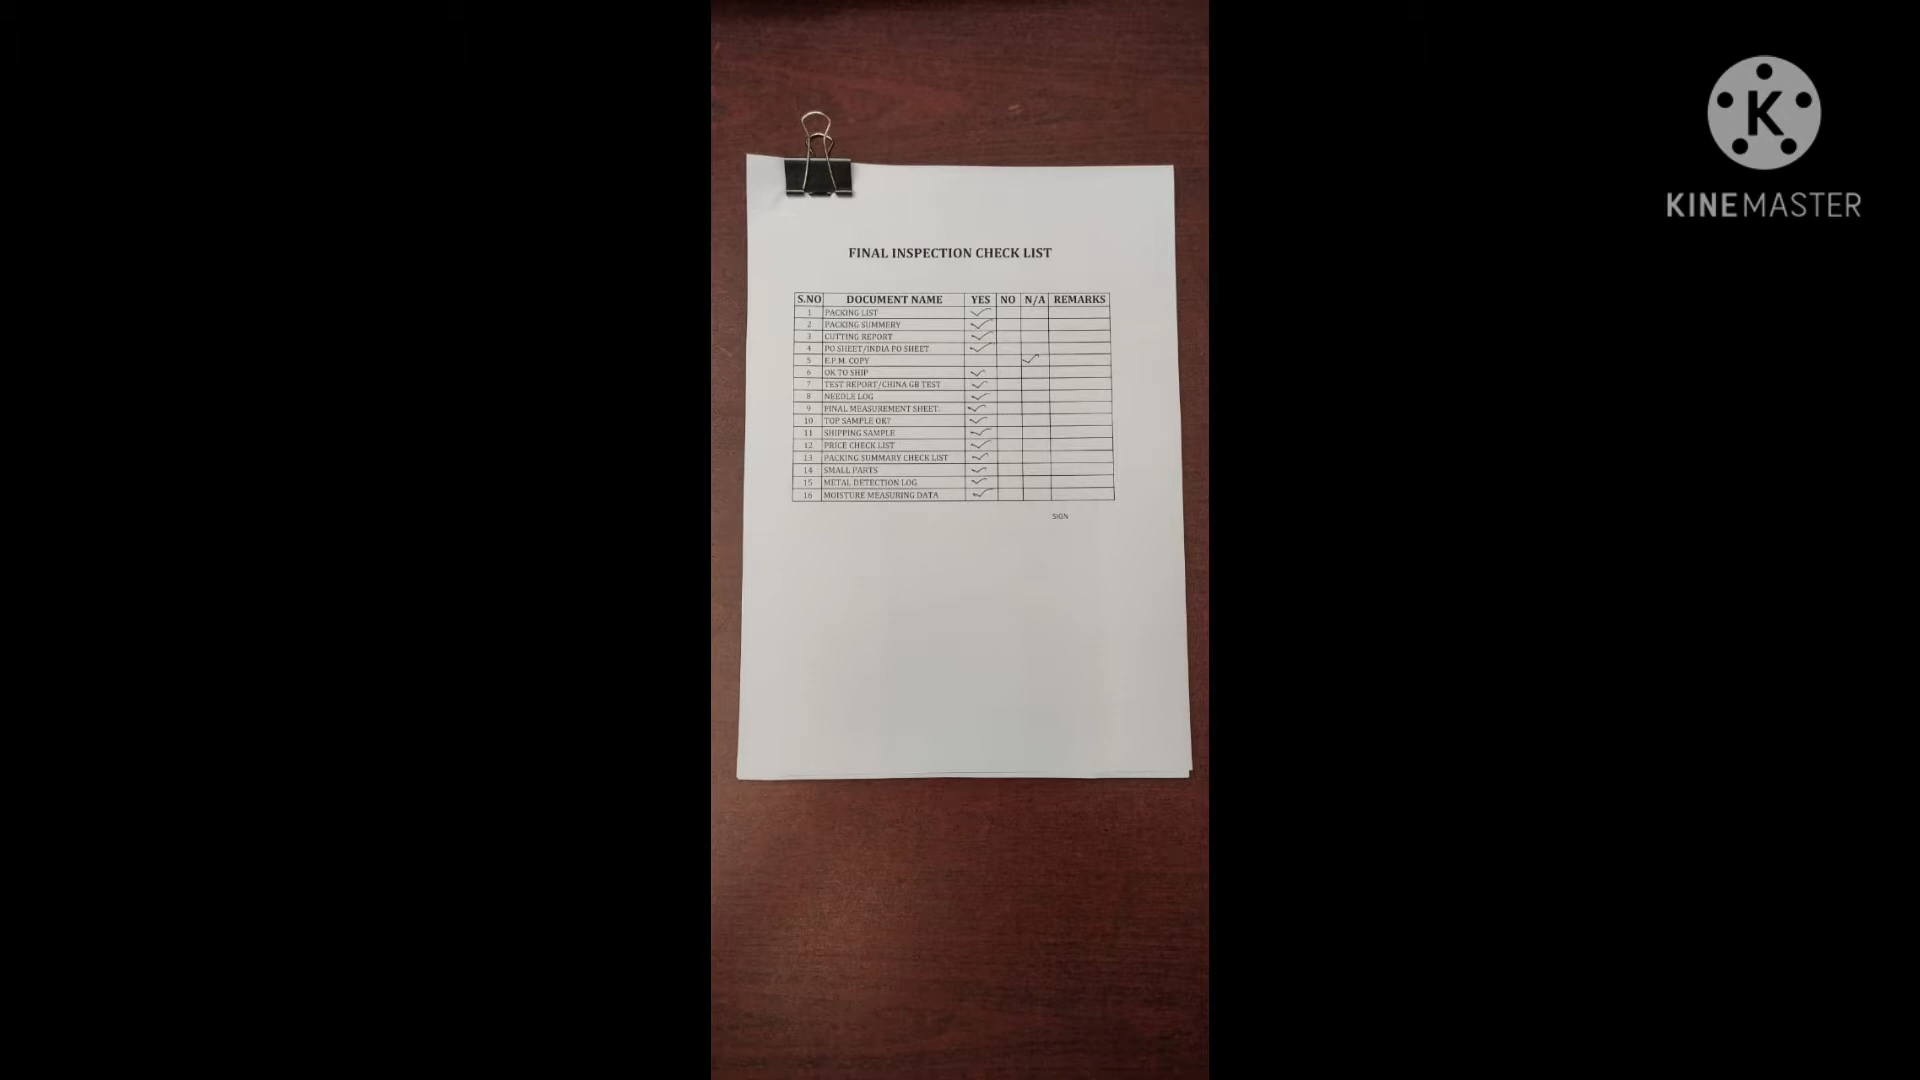 K
KINEMASTER
FINAL INSPECTION CHECK LIST
S.NO DOCUMENT NAME YES NO N/A REMARKS
1 PACKING LIST ✓
2 PACKING SUMMERY ✓
3 CUTTING REPORT ✓
4 PO SHEET/INDIA PO SHEET ✓
5 E.P.M. COPY ✓
6 OK TO SHIP ✓
7 TEST REPORT/CHINA GB TEST ✓
8 NEEDLE LOG ✓
9 FINAL MEASUREMENT SHEET. ✓
10 TOP SAMPLE OK? ✓
11 SHIPPING SAMPLE ✓
12 PRICE CHECK LIST ✓
13 PACKING SUMMARY CHECK LIST ✓
14 SMALL PARTS ✓
15 METAL DETECTION LOG ✓
16 MOISTURE MEASURING DATA ✓
SIGN